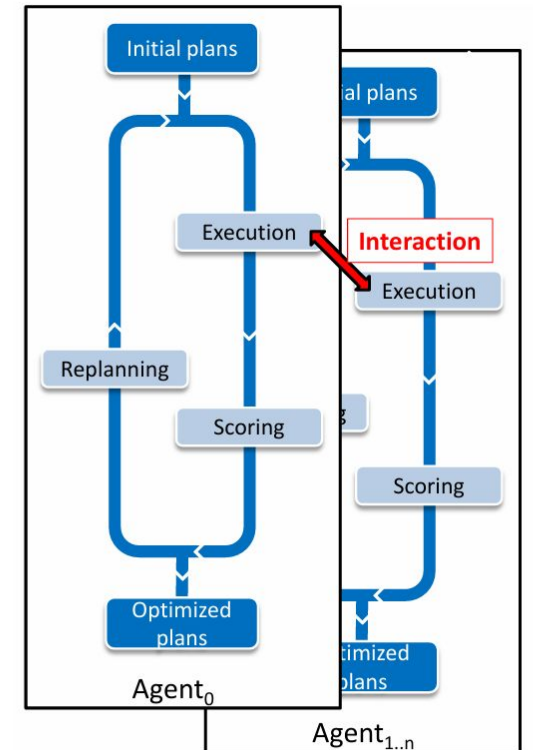 Initial plans
Execution
Replanning
Scoring
Optimized
plans
Agent0
Interaction
ial plans
Execution
g
Scoring
timized
plans
Agent1..n